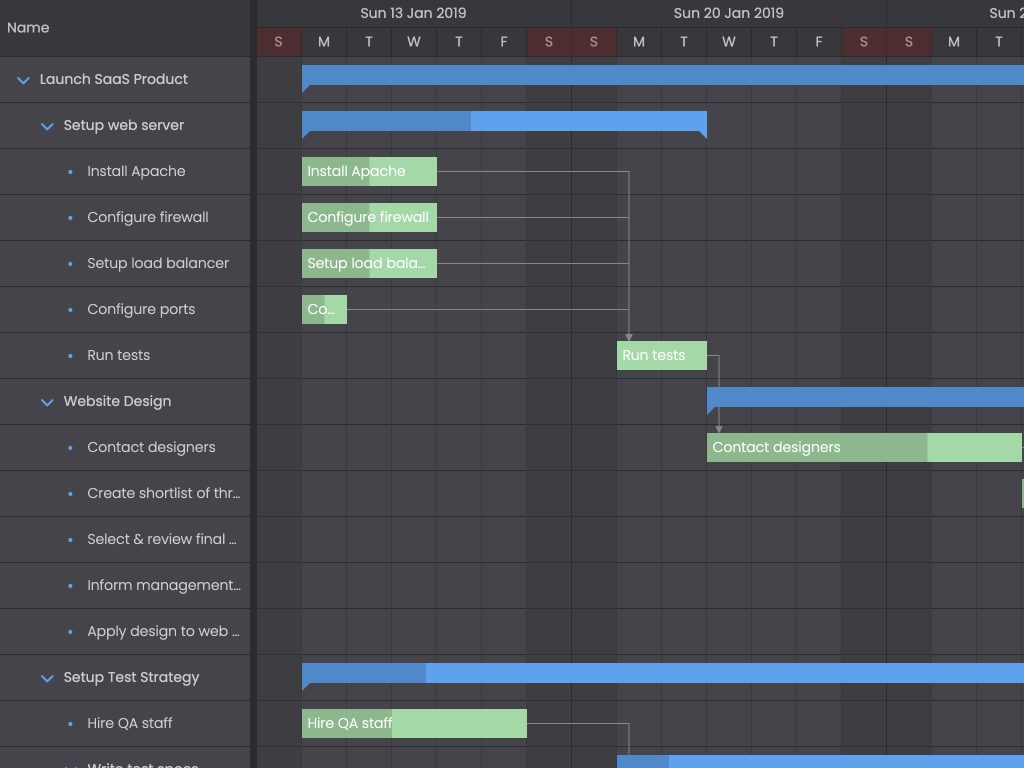 Name
Sun 13 Jan 2019
Sun 20 Jan 2019
Sun 2
S M T W T F S S M T W T F S S M T
Launch SaaS Product
Setup web server
Install Apache
Install Apache
Configure firewall
Configure firewall
Setup load balancer
Setup load bala...
Configure ports
Co...
Run tests
Run tests
Website Design
Contact designers
Contact designers
Create shortlist of thr...
Select & review final ...
Inform management...
Apply design to web ...
Setup Test Strategy
Hire QA staff
Hire QA staff
Write test specs